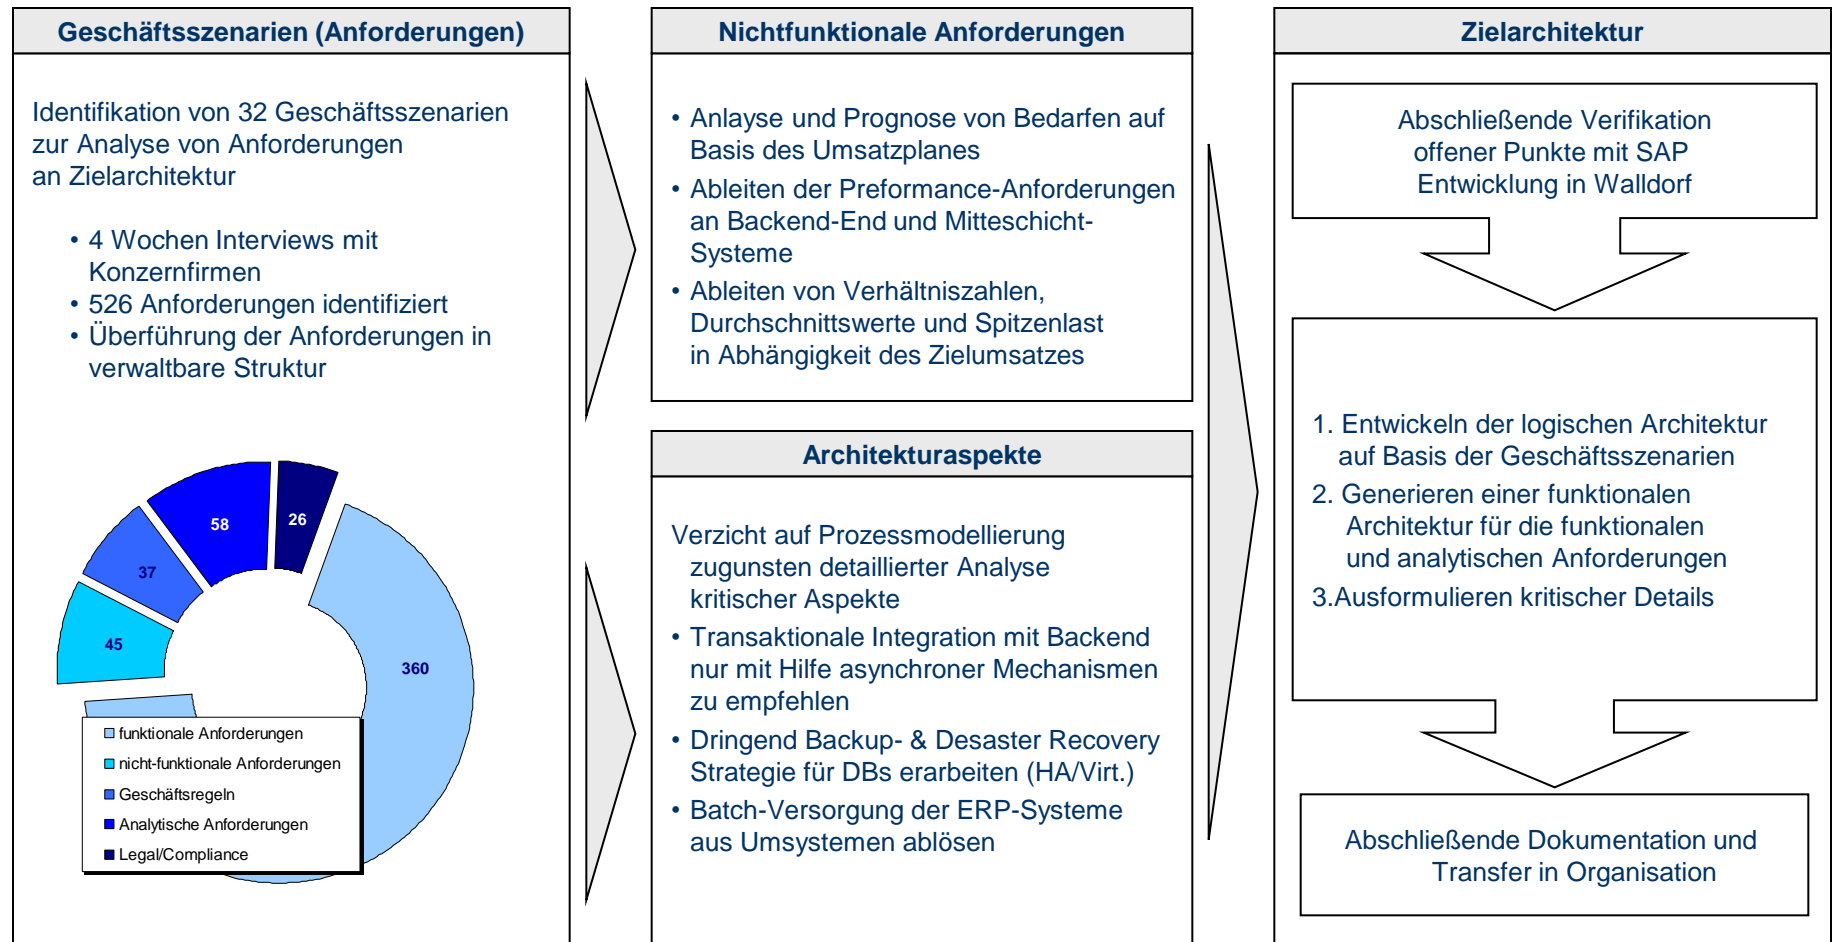 Geschäftsszenarien (Anforderungen)
Identifikation von 32 Geschäftsszenarien
zur Analyse von Anforderungen
an Zielarchitektur
• 4 Wochen Interviews mit
Konzernfirmen
• 526 Anforderungen identifiziert
• Überführung der Anforderungen in
verwaltbare Struktur
58
26
37
45
360
funktionale Anforderungen
nicht-funktionale Anforderungen
Geschäftsregeln
Analytische Anforderungen
Legal/Compliance
Nichtfunktionale Anforderungen
• Anlayse und Prognose von Bedarfen auf
Basis des Umsatzplanes
• Ableiten der Preformance-Anforderungen
an Backend-End und Mitteschicht-
Systeme
• Ableiten von Verhältniszahlen,
Durchschnittswerte und Spitzenlast
in Abhängigkeit des Zielumsatzes
Architekturaspekte
Verzicht auf Prozessmodellierung
zugunsten detaillierter Analyse
kritischer Aspekte
• Transaktionale Integration mit Backend
nur mit Hilfe asynchroner Mechanismen
zu empfehlen
• Dringend Backup- & Desaster Recovery
Strategie für DBs erarbeiten (HA/Virt.)
• Batch-Versorgung der ERP-Systeme
aus Umsystemen ablösen
Zielarchitektur
Abschließende Verifikation
offener Punkte mit SAP
Entwicklung in Walldorf
1. Entwickeln der logischen Architektur
auf Basis der Geschäftsszenarien
2. Generieren einer funktionalen
Architektur für die funktionalen
und analytischen Anforderungen
3.Ausformulieren kritischer Details
Abschließende Dokumentation und
Transfer in Organisation